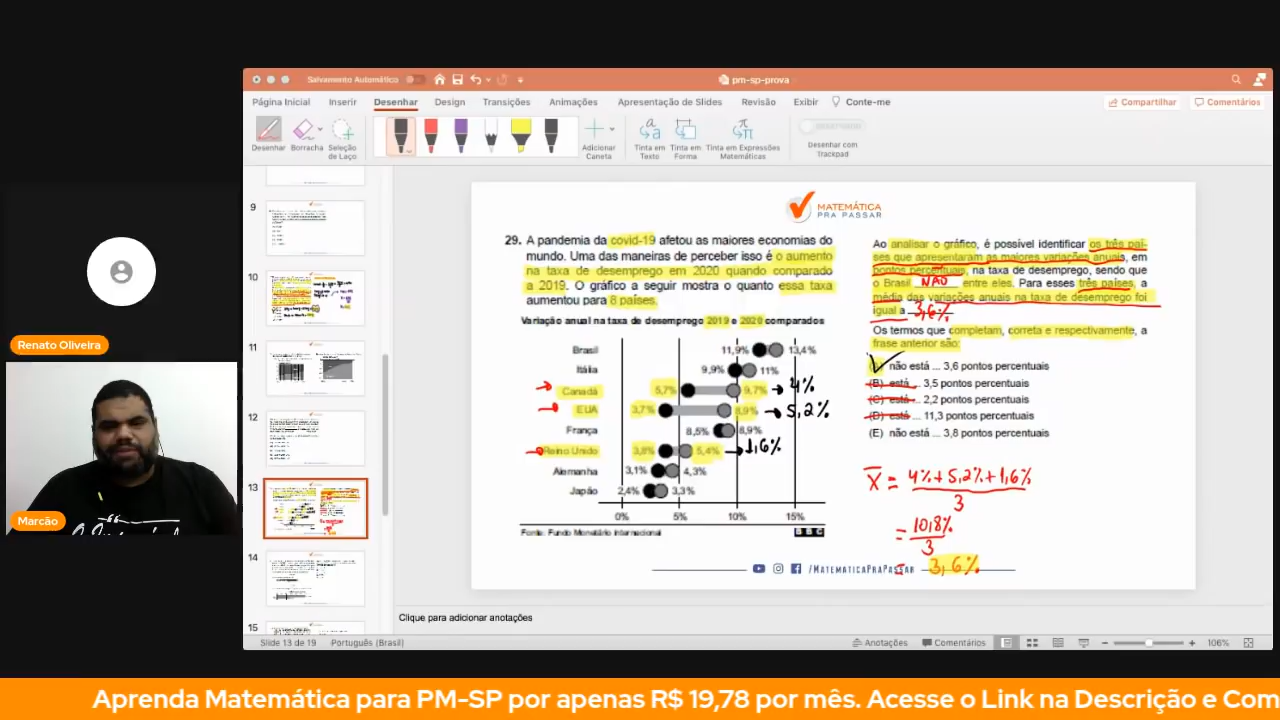 Salvamento Automático
pm-sp-prova
Página Inicial Inserir Desenhar Design Transições Animações Apresentação de Slides Revisão Exibir Conte-me
Compartilhar Comentários
Desenhar Borracha Seleção de Laço Adicionar Caneta Tinta em Texto Tinta em Forma Tinta em Expressões Matemáticas Desenhar com Trackpad
9
10
11
12
13
14
15
Renato Oliveira
Marcão
MATEMÁTICA
PRA PASSAR
29. A pandemia da covid-19 afetou as maiores economias do
mundo. Uma das maneiras de perceber isso é o aumento
na taxa de desemprego em 2020 quando comparado
a 2019. O gráfico a seguir mostra o quanto essa taxa
aumentou para 8 países.
Variação anual na taxa de desemprego 2019 e 2020 comparados
Brasil 11,9% 13,4%
Itália 9,9% 11%
Canadá 5,7% 9,7% 4%
EUA 3,7% 8,9% 5,2%
França 8,5% 8,9%
Reino Unido 3,8% 5,4% 1,6%
Alemanha 3,1% 4,3%
Japão 2,4% 3,3%
0% 5% 10% 15%
Fonte: Fundo Monetário Internacional
BBC
Ao analisar o gráfico, é possível identificar os três paí-
ses que apresentaram as maiores variações anuais, em
pontos percentuais, na taxa de desemprego, sendo que
o Brasil NÃO entre eles. Para esses três países, a
média das variações anuais na taxa de desemprego foi
igual a 3,6%
Os termos que completam, correta e respectivamente, a
frase anterior são:
não está ... 3,6 pontos percentuais
(B) está ... 3,5 pontos percentuais
(C) está ... 2,2 pontos percentuais
(D) está ... 11,3 pontos percentuais
(E) não está ... 3,8 pontos percentuais
X = 4%+5,2%+1,6%
3
= 10,8%
3
= 3,6%
/MATEMATICAPRAPASSAR
Clique para adicionar anotações
Slide 13 de 19 Português (Brasil) Anotações Comentários 106%
Aprenda Matemática para PM-SP por apenas R$ 19,78 por mês. Acesse o Link na Descrição e Com